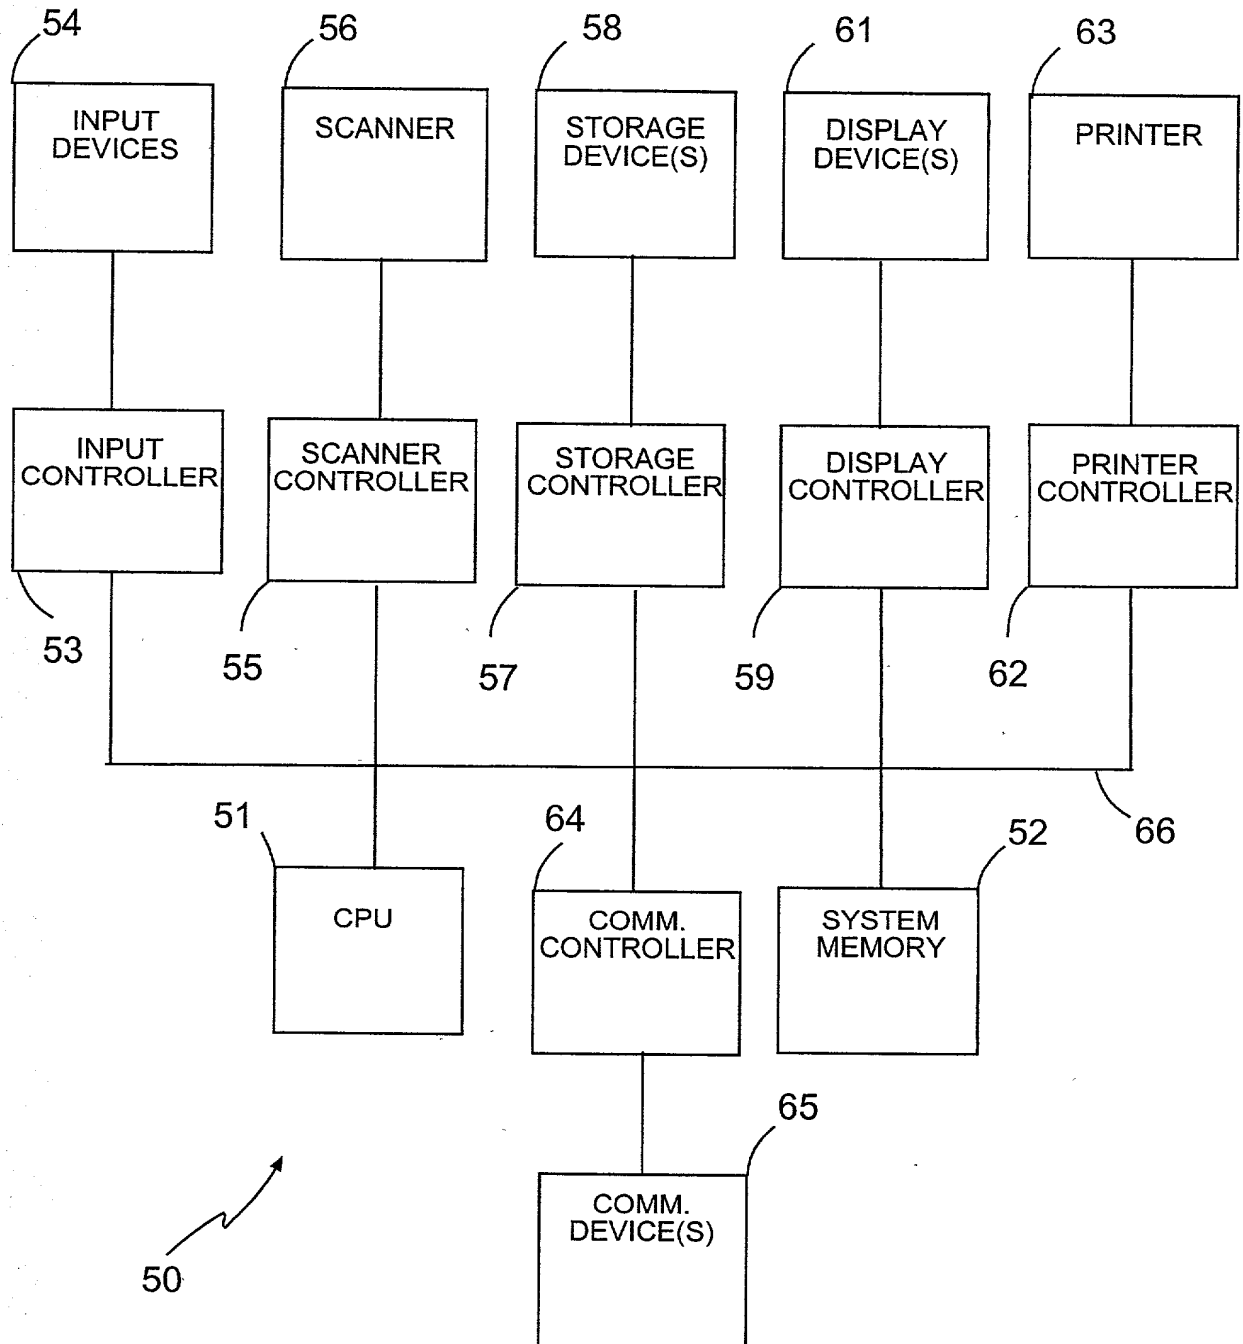 54
56
58
61
63
INPUT
DEVICES
SCANNER
STORAGE
DEVICE(S)
DISPLAY
DEVICE(S)
PRINTER
INPUT
CONTROLLER
SCANNER
CONTROLLER
STORAGE
CONTROLLER
DISPLAY
CONTROLLER
PRINTER
CONTROLLER
53
55
57
59
62
51
64
52
66
CPU
COMM.
CONTROLLER
SYSTEM
MEMORY
65
COMM.
DEVICE(S)
50